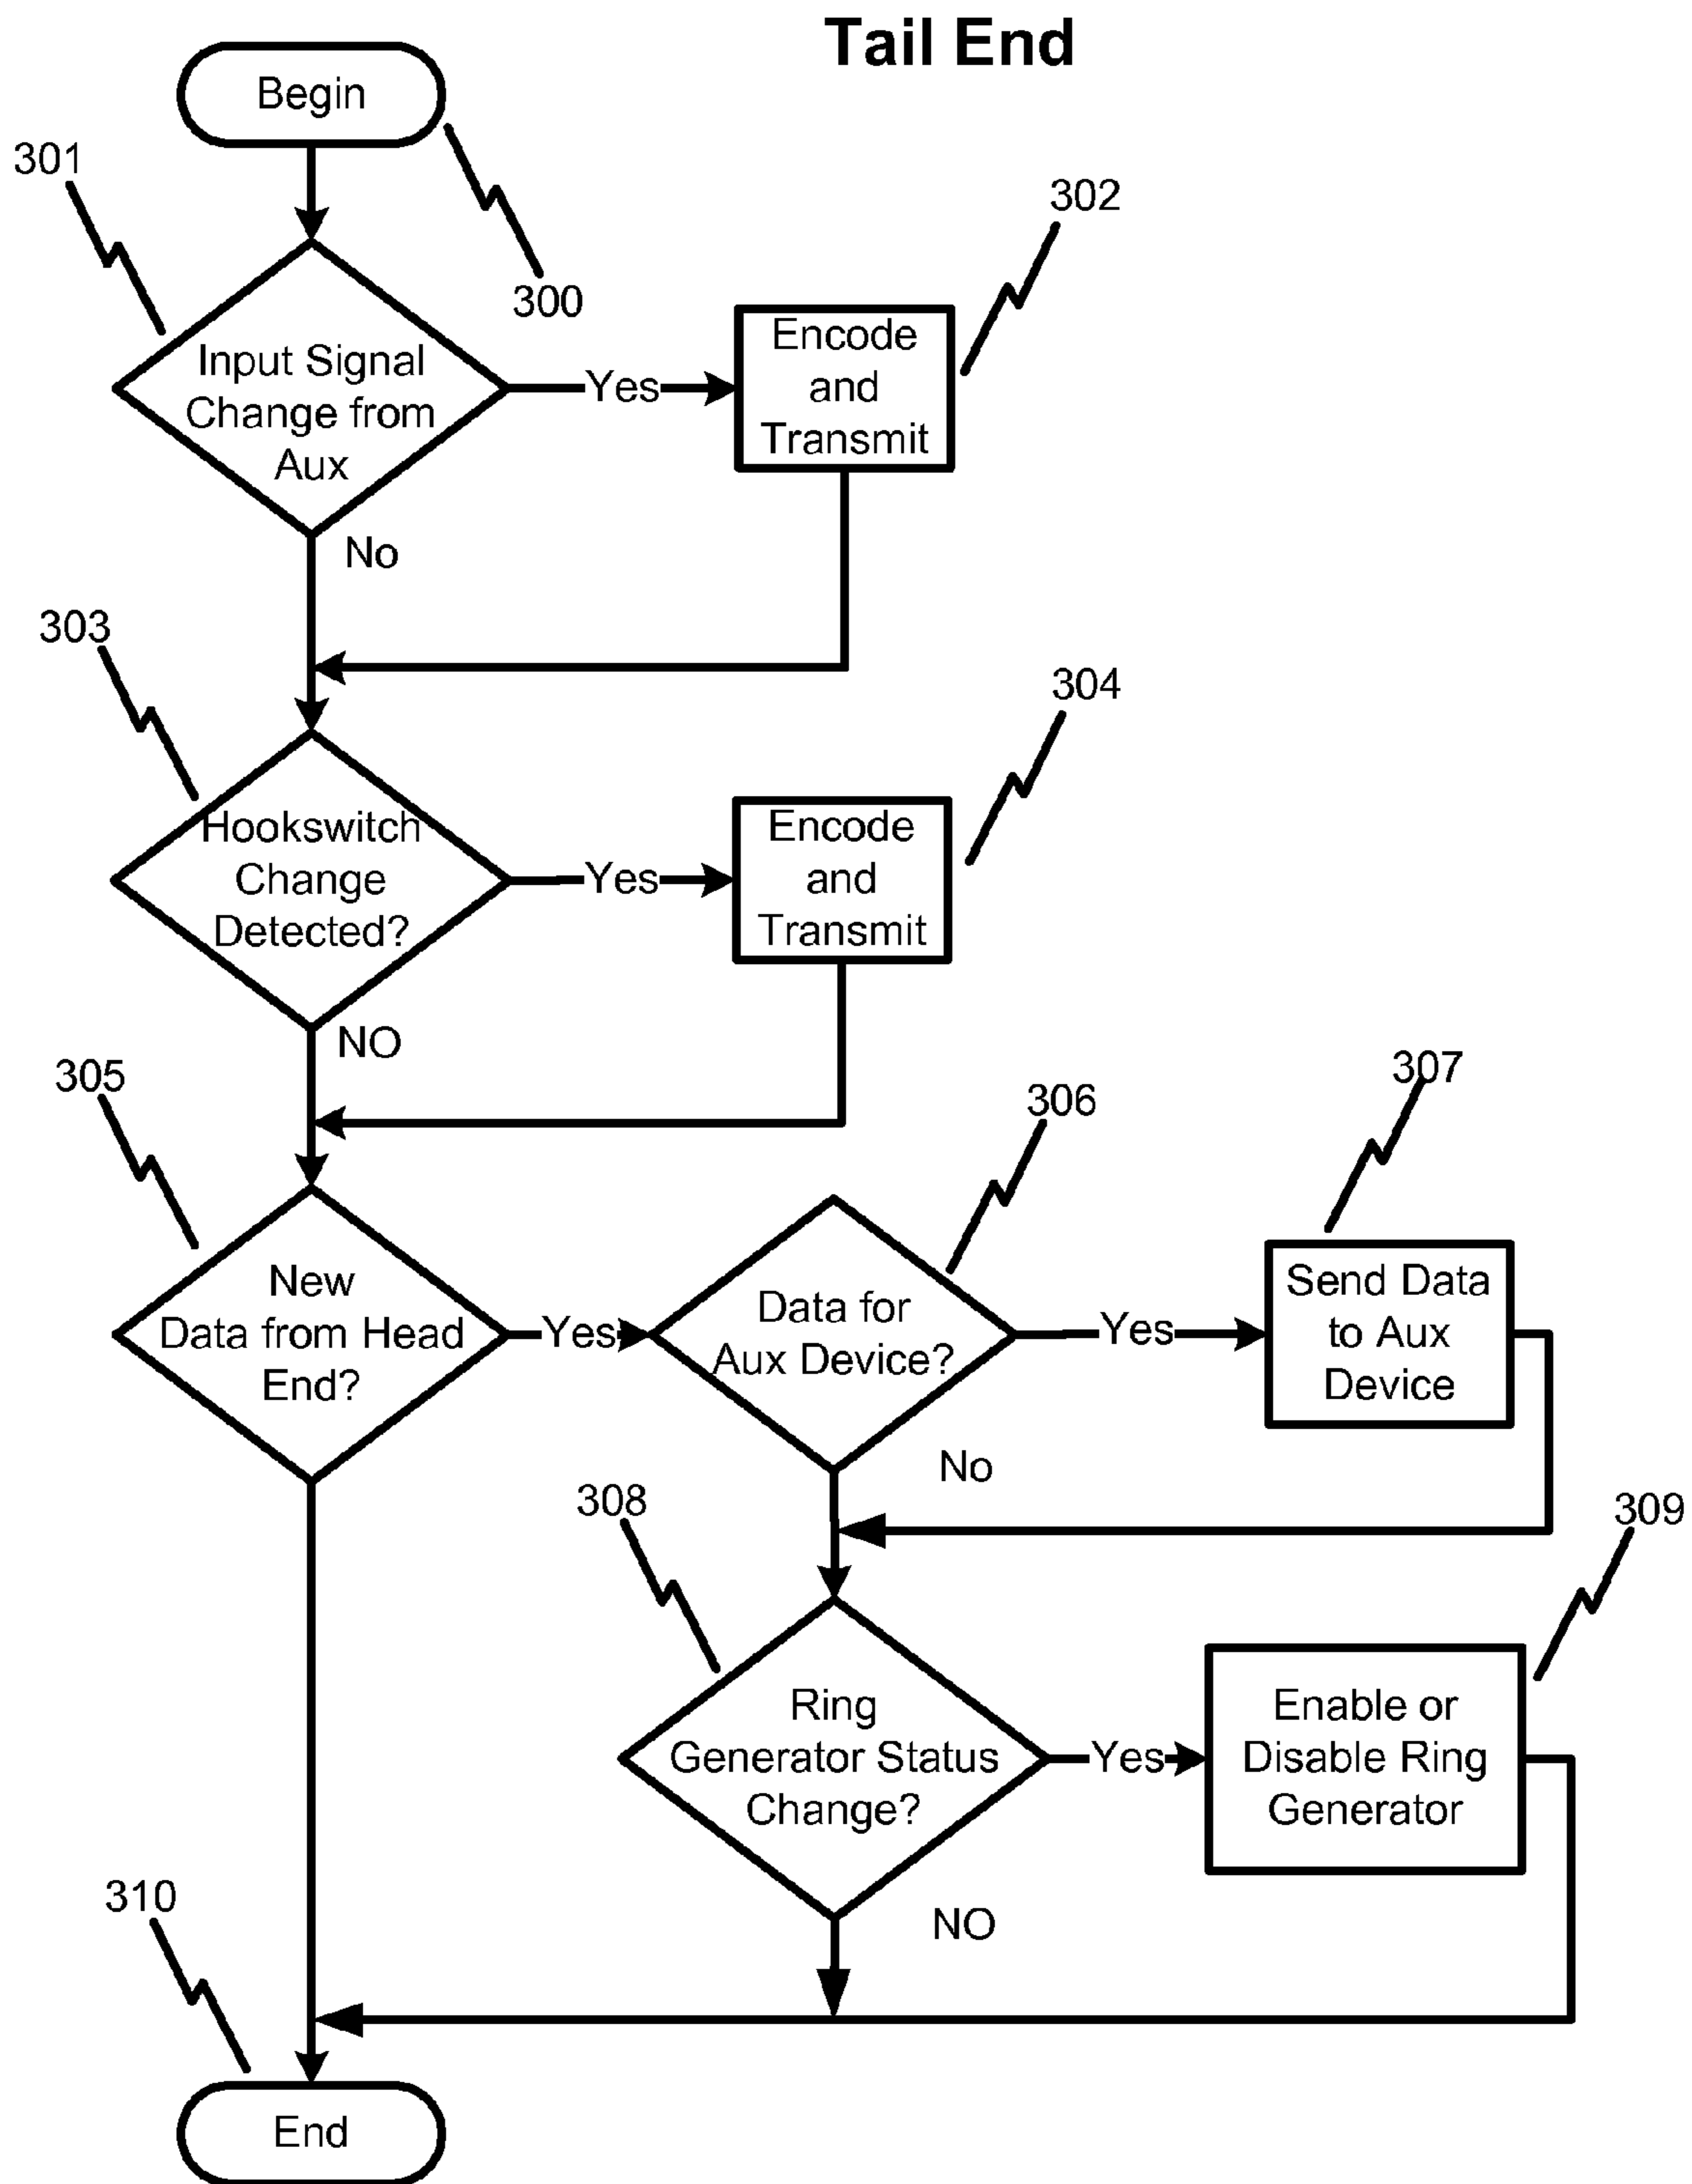 Tail End
Begin
301
300
302
Input Signal
Change from
Aux
Yes
Encode
and
Transmit
No
303
304
Hookswitch
Change
Detected?
Yes
Encode
and
Transmit
NO
305
306
307
New
Data from Head
End?
Yes
Data for
Aux Device?
Yes
Send Data
to Aux
Device
No
308
309
Ring
Generator Status
Change?
Yes
Enable or
Disable Ring
Generator
NO
310
End